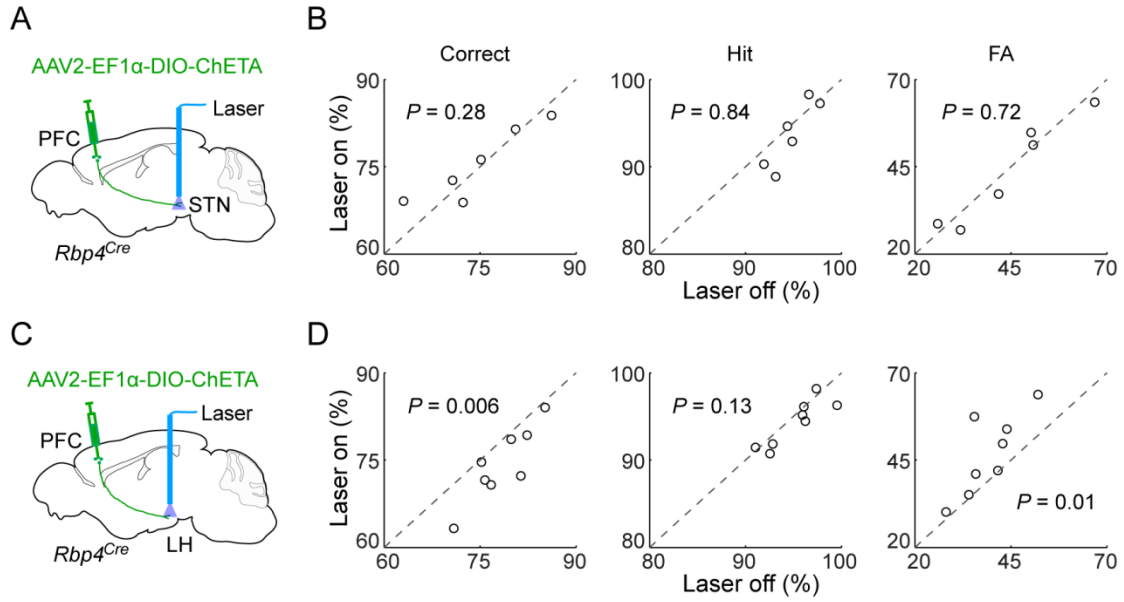 A
AAV2-EF1α-DIO-ChETA
PFC
Laser
STN
Rbp4Cre
B
Correct
Hit
FA
Laser on (%)
90
75
60
P = 0.28
60
75
90
100
90
80
P = 0.84
80
90
100
70
45
20
P = 0.72
20
45
70
Laser off (%)
C
AAV2-EF1α-DIO-ChETA
PFC
Laser
LH
Rbp4Cre
D
Laser on (%)
90
75
60
P = 0.006
60
75
90
100
90
80
P = 0.13
80
90
100
70
45
20
P = 0.01
20
45
70
Laser off (%)